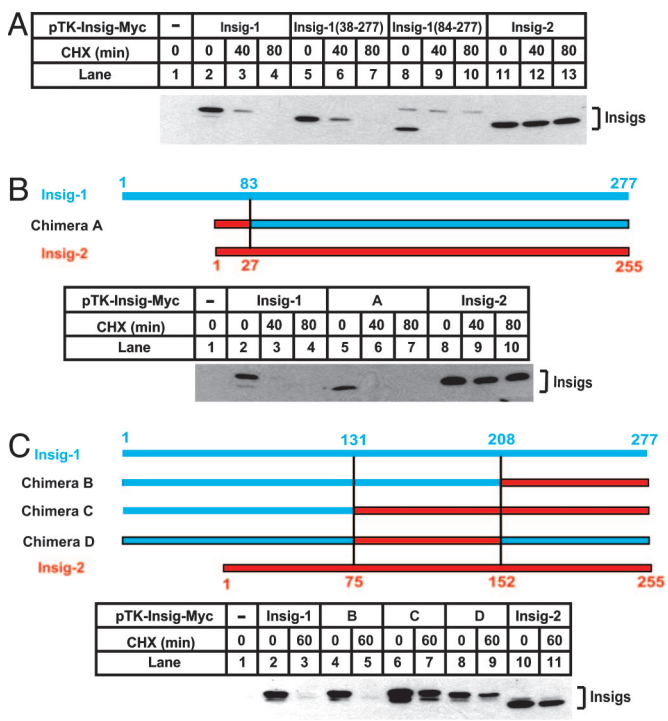 A
pTK-Insig-Myc – Insig-1 Insig-1(38-277) Insig-1(84-277) Insig-2
CHX (min) 0 0 40 80 0 40 80 0 40 80 0 40 80
Lane 1 2 3 4 5 6 7 8 9 10 11 12 13
Insigs
B
1 83 277
Insig-1
Chimera A
Insig-2
1 27 255
pTK-Insig-Myc – Insig-1 A Insig-2
CHX (min) 0 0 40 80 0 40 80 0 40 80
Lane 1 2 3 4 5 6 7 8 9 10
Insigs
C
1 131 208 277
Insig-1
Chimera B
Chimera C
Chimera D
Insig-2
1 75 152 255
pTK-Insig-Myc – Insig-1 B C D Insig-2
CHX (min) 0 0 60 0 60 0 60 0 60 0 60
Lane 1 2 3 4 5 6 7 8 9 10 11
Insigs